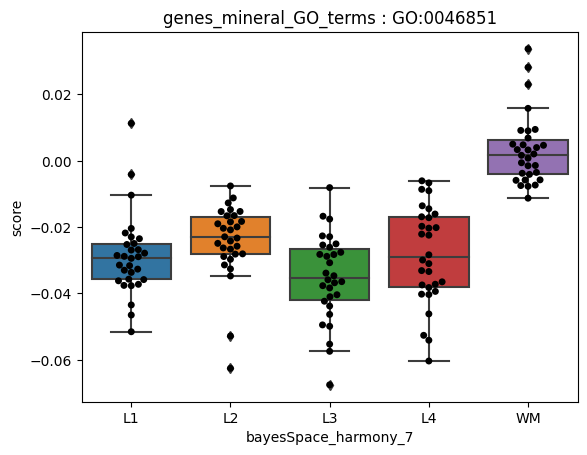 genes_mineral_GO_terms : GO:0046851
score
0.02
0.00
−0.02
−0.04
−0.06
L1 L2 L3 L4 WM
bayesSpace_harmony_7